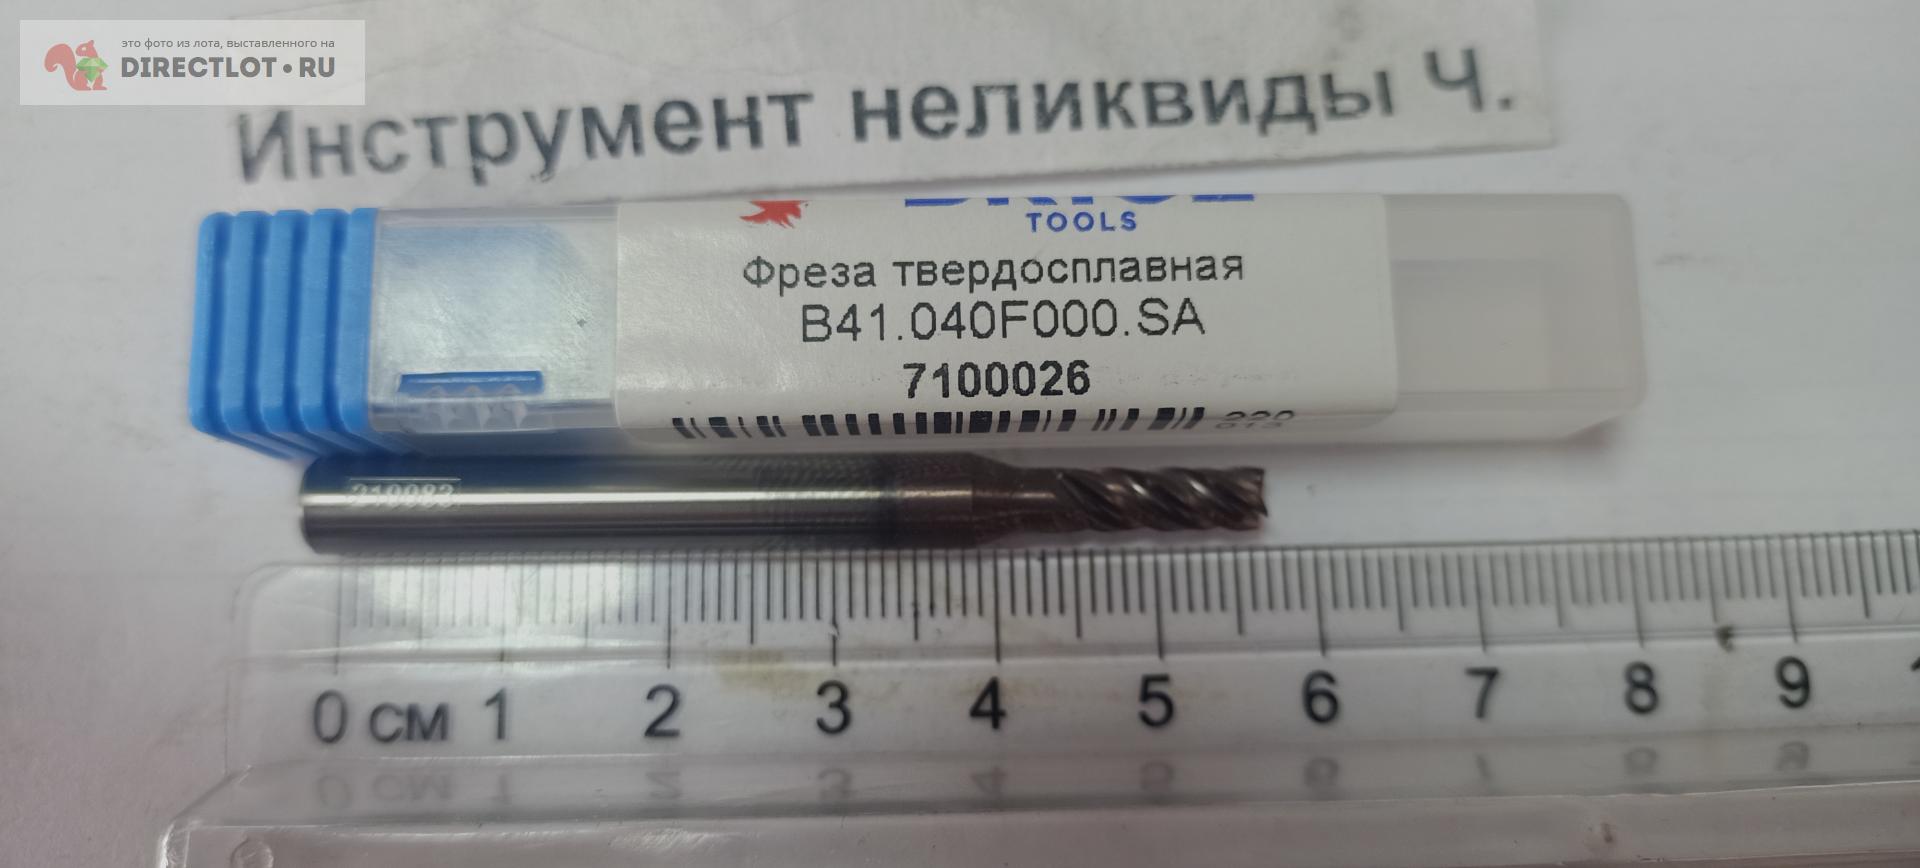 это фото из лота, выставленного на
DIRECTLOT•RU
Инструмент неликвиды Ч.
TOOLS
Фреза твердосплавная
B41.040F000.SA
7100026
0 см 1 2 3 4 5 6 7 8 9